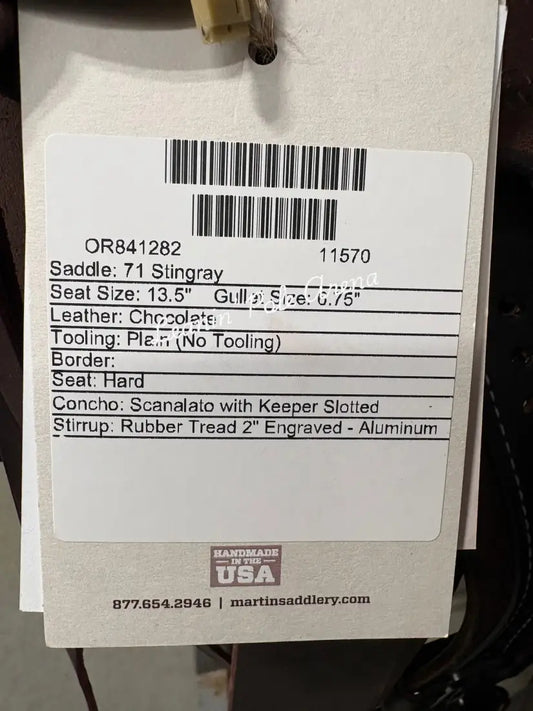 OR841282 11570
Saddle: 71 Stingray
Seat Size: 13.5" Gullet Size: 6.75"
Leather: Chocolate
Tooling: Plain (No Tooling)
Border:
Seat: Hard
Concho: Scanalato with Keeper Slotted
Stirrup: Rubber Tread 2" Engraved - Aluminum
HANDMADE
IN THE
USA
877.654.2946 | martinsaddlery.com
Arena